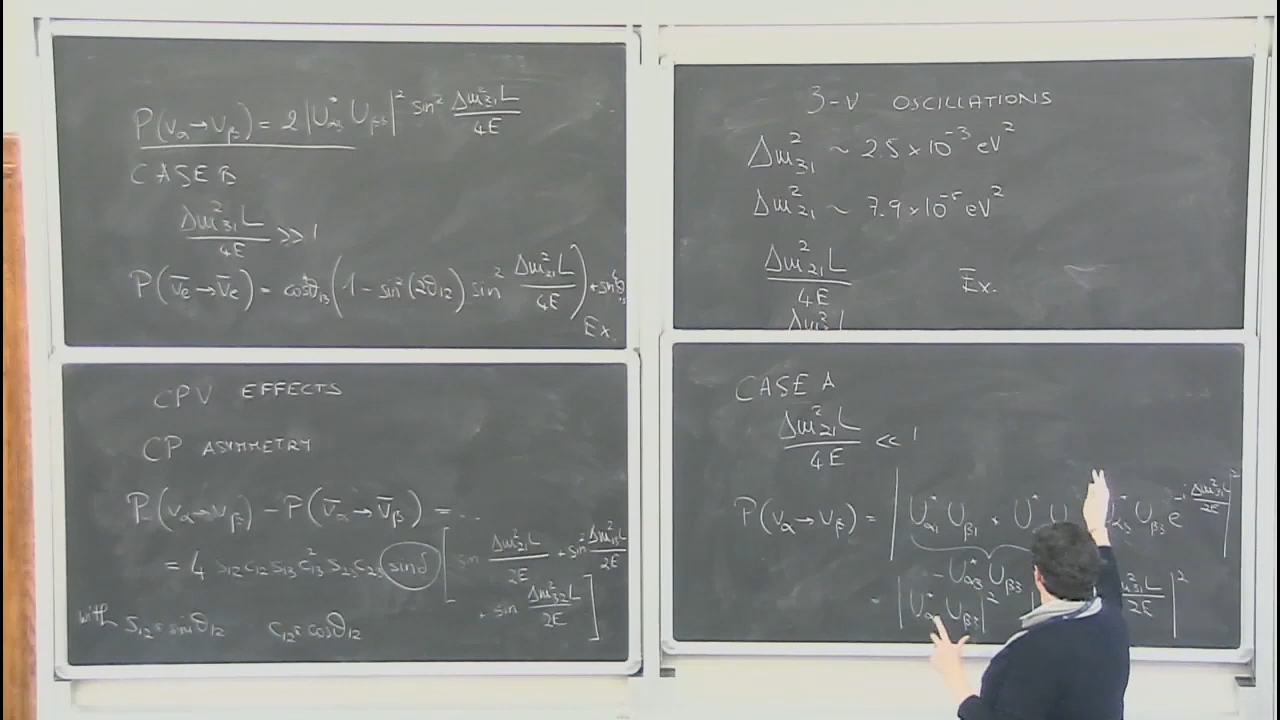 P(ν_α→ν_β) = 2 |U*_α3 U_β3|² sin² Δm²_31 L / 4E
CASE B
Δm²_31 L / 4E >> 1
P(ν̄_e→ν̄_e) = cos⁴θ_13 (1 - sin²(2θ_12) sin² Δm²_21 L / 4E) + sin⁴θ_13
Ex.
CPV EFFECTS
CP ASYMMETRY
P(ν_α→ν_β) - P(ν̄_α→ν̄_β) = ...
= 4 s_12 c_12 s_13 c²_13 s_23 c_23 sinδ [ sin Δm²_21 L / 2E + sin Δm²_13 L / 2E
+ sin Δm²_32 L / 2E ]
with s_12 = sinθ_12 c_12 = cosθ_12
3-ν OSCILLATIONS
Δm²_31 ~ 2.5 × 10⁻³ eV²
Δm²_21 ~ 7.9 × 10⁻⁵ eV²
Δm²_21 L / 4E Ex.
CASE A
Δm²_21 L / 4E << 1
P(ν_α→ν_β) = | U*_α1 U_β1 + U* U *_α3 U_β3 e^{-i Δm²_31 L / 2E} |²
- U*_α3 U_β3
= | U*_α3 U_β3 |² | m²_31 L / 2E |²